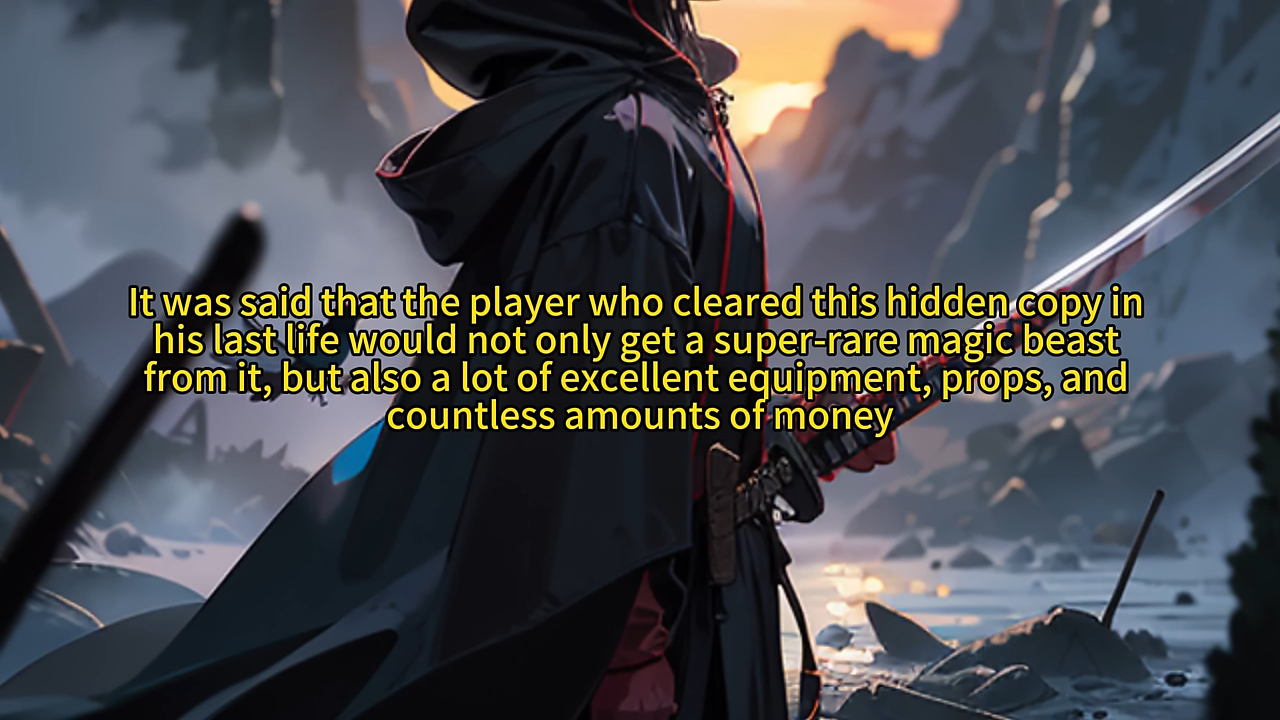 It was said that the player who cleared this hidden copy in
his last life would not only get a super-rare magic beast
from it, but also a lot of excellent equipment, props, and
countless amounts of money